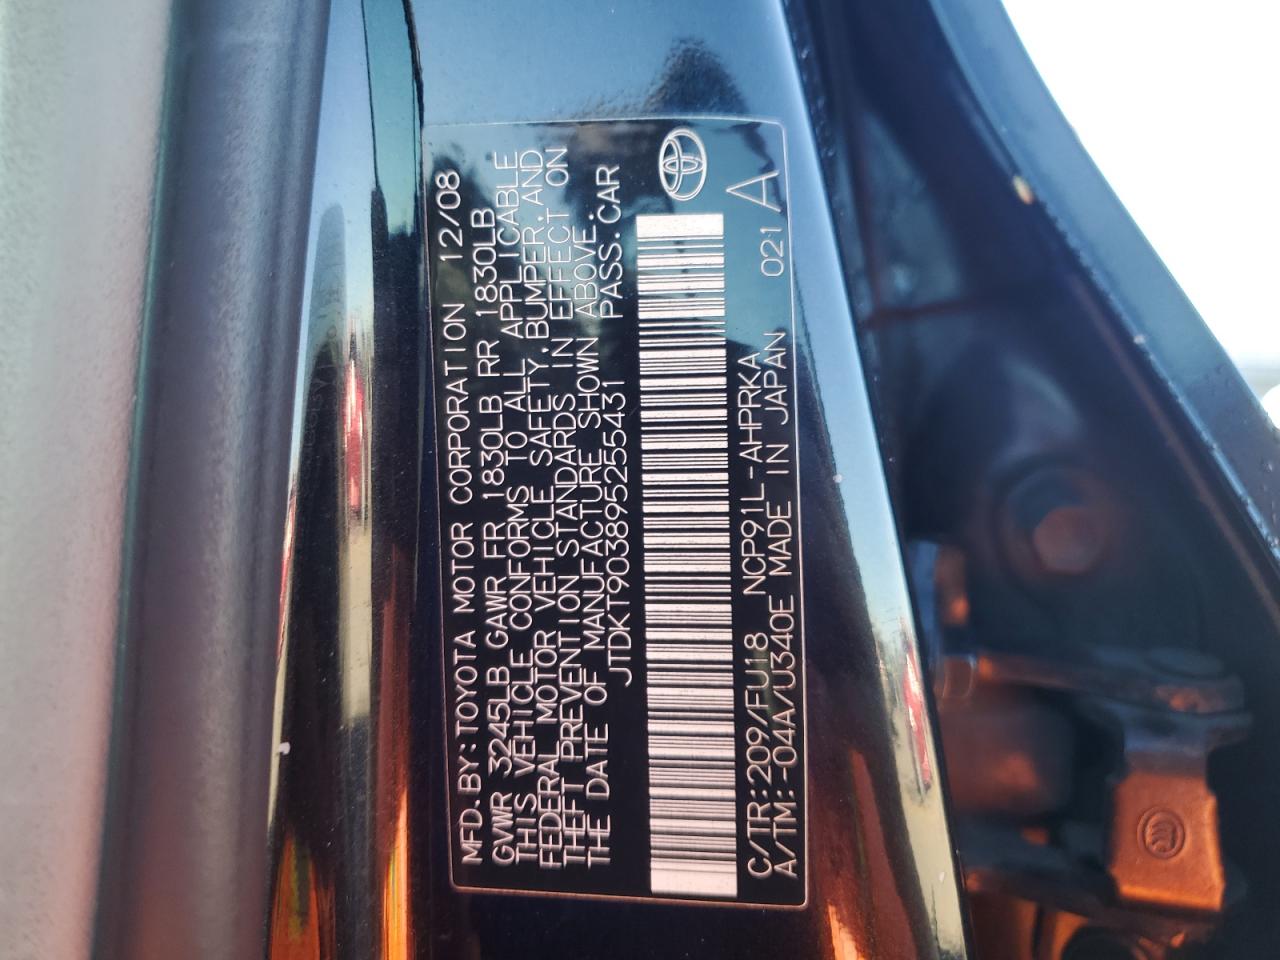 MFD. BY: TOYOTA MOTOR CORPORATION 12/08
GVWR 3245LB GAWR FR 1830LB RR 1830LB
THIS VEHICLE CONFORMS TO ALL APPLICABLE
FEDERAL MOTOR VEHICLE SAFETY, BUMPER, AND
THEFT PREVENTION STANDARDS IN EFFECT ON
THE DATE OF MANUFACTURE SHOWN ABOVE.
JTDKT903895255431 PASS. CAR
C/TR: 209/FU18 NCP91L-AHPRKA 021 A
A/TM: -04A/U340E MADE IN JAPAN